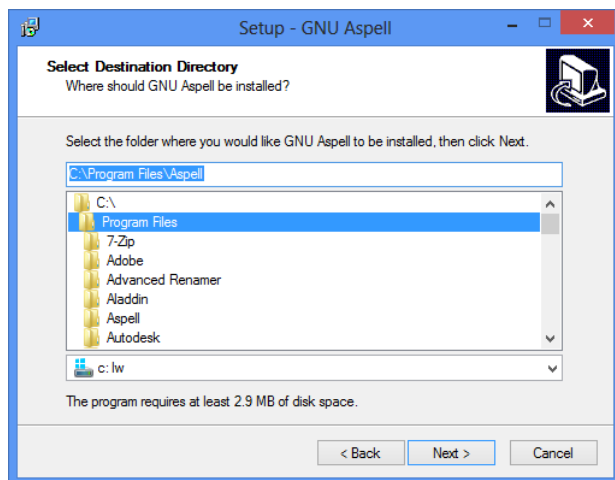 Setup - GNU Aspell
Select Destination Directory
Where should GNU Aspell be installed?
Select the folder where you would like GNU Aspell to be installed, then click Next.
C:\Program Files\Aspell
C:\
Program Files
7-Zip
Adobe
Advanced Renamer
Aladdin
Aspell
Autodesk
c: lw
The program requires at least 2.9 MB of disk space.
< Back Next > Cancel